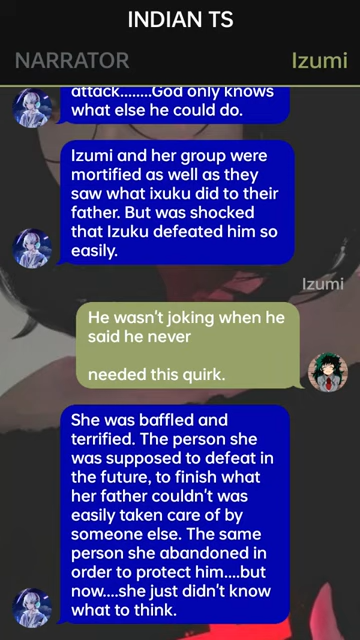 INDIAN TS
NARRATOR
Izumi
attack........God only knows
what else he could do.
Izumi and her group were
mortified as well as they
saw what ixuku did to their
father. But was shocked
that Izuku defeated him so
easily.
Izumi
He wasn't joking when he
said he never
needed this quirk.
She was baffled and
terrified. The person she
was supposed to defeat in
the future, to finish what
her father couldn't was
easily taken care of by
someone else. The same
person she abandoned in
order to protect him....but
now....she just didn't know
what to think.